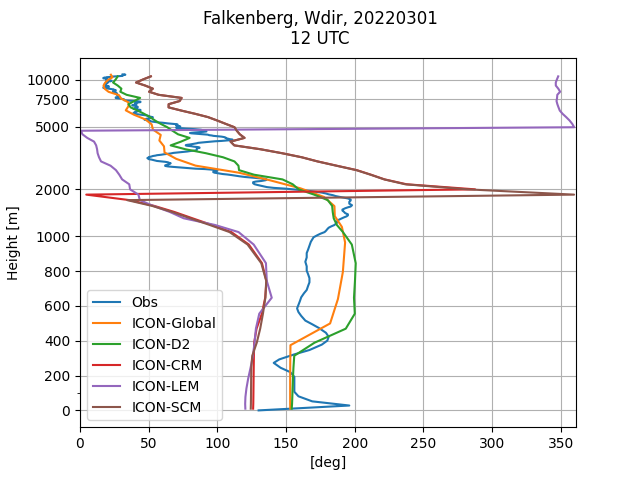 Falkenberg, Wdir, 20220301
12 UTC
Height [m]
10000
7500
5000
2000
1000
800
600
400
200
0
Obs
ICON-Global
ICON-D2
ICON-CRM
ICON-LEM
ICON-SCM
0 50 100 150 200 250 300 350
[deg]